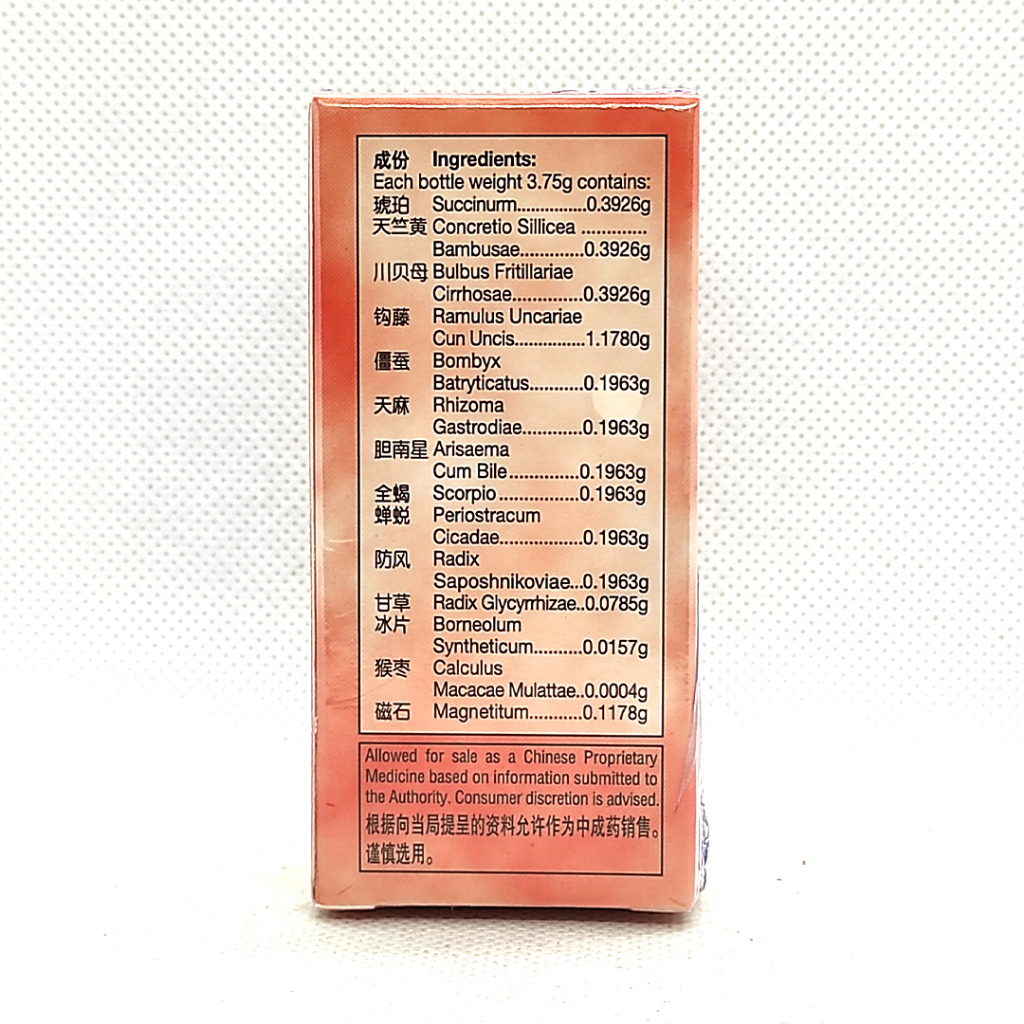 成份 Ingredients:
Each bottle weight 3.75g contains:
琥珀 Succinurm...............0.3926g
天竺黄 Concretio Sillicea .............
Bambusae.............0.3926g
川贝母 Bulbus Fritillariae
Cirrhosae.............0.3926g
钩藤 Ramulus Uncariae
Cun Uncis...............1.1780g
僵蚕 Bombyx
Batryticatus...........0.1963g
天麻 Rhizoma
Gastrodiae............0.1963g
胆南星 Arisaema
Cum Bile..............0.1963g
全蝎 Scorpio................0.1963g
蝉蜕 Periostracum
Cicadae.................0.1963g
防风 Radix
Saposhnikoviae...0.1963g
甘草 Radix Glycyrrhizae..0.0785g
冰片 Borneolum
Syntheticum..........0.0157g
猴枣 Calculus
Macacae Mulattae..0.0004g
磁石 Magnetitum...........0.1178g
Allowed for sale as a Chinese Proprietary
Medicine based on information submitted to
the Authority. Consumer discretion is advised.
根据向当局提呈的资料允许作为中成药销售。
谨慎选用。